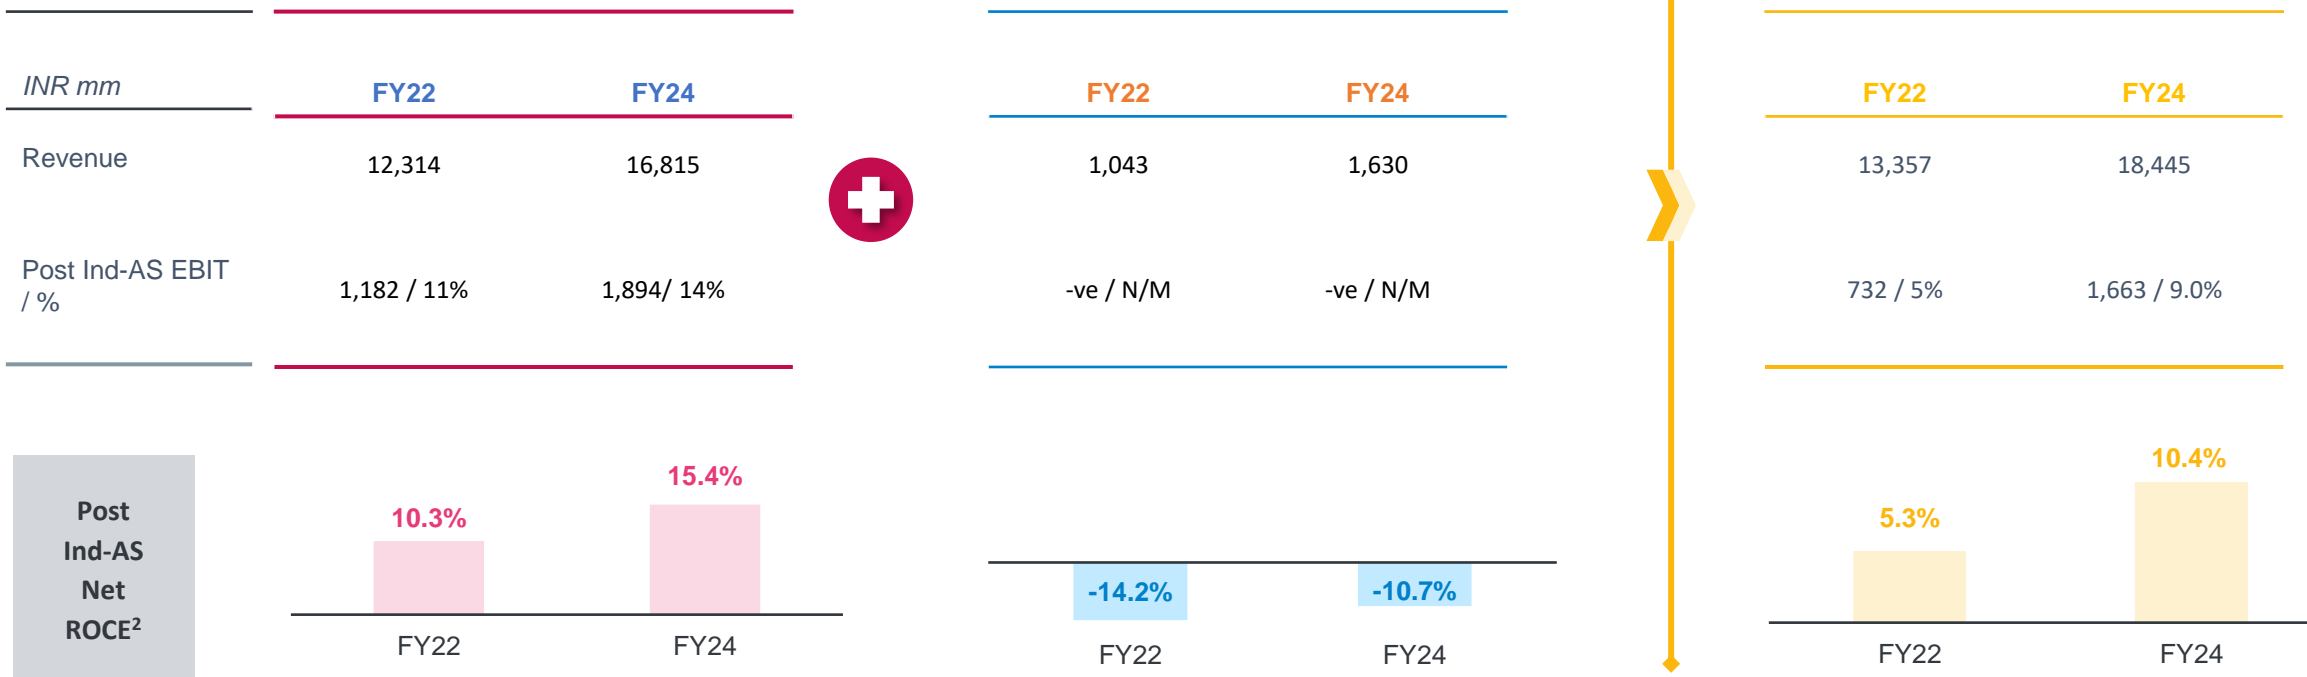 INR mm
FY22 FY24 FY22 FY24 FY22 FY24
Revenue 12,314 16,815 1,043 1,630 13,357 18,445
Post Ind-AS EBIT
/ % 1,182 / 11% 1,894/ 14% -ve / N/M -ve / N/M 732 / 5% 1,663 / 9.0%
Post
Ind-AS
Net
ROCE2
10.3% 15.4%
FY22 FY24
-14.2% -10.7%
FY22 FY24
5.3% 10.4%
FY22 FY24